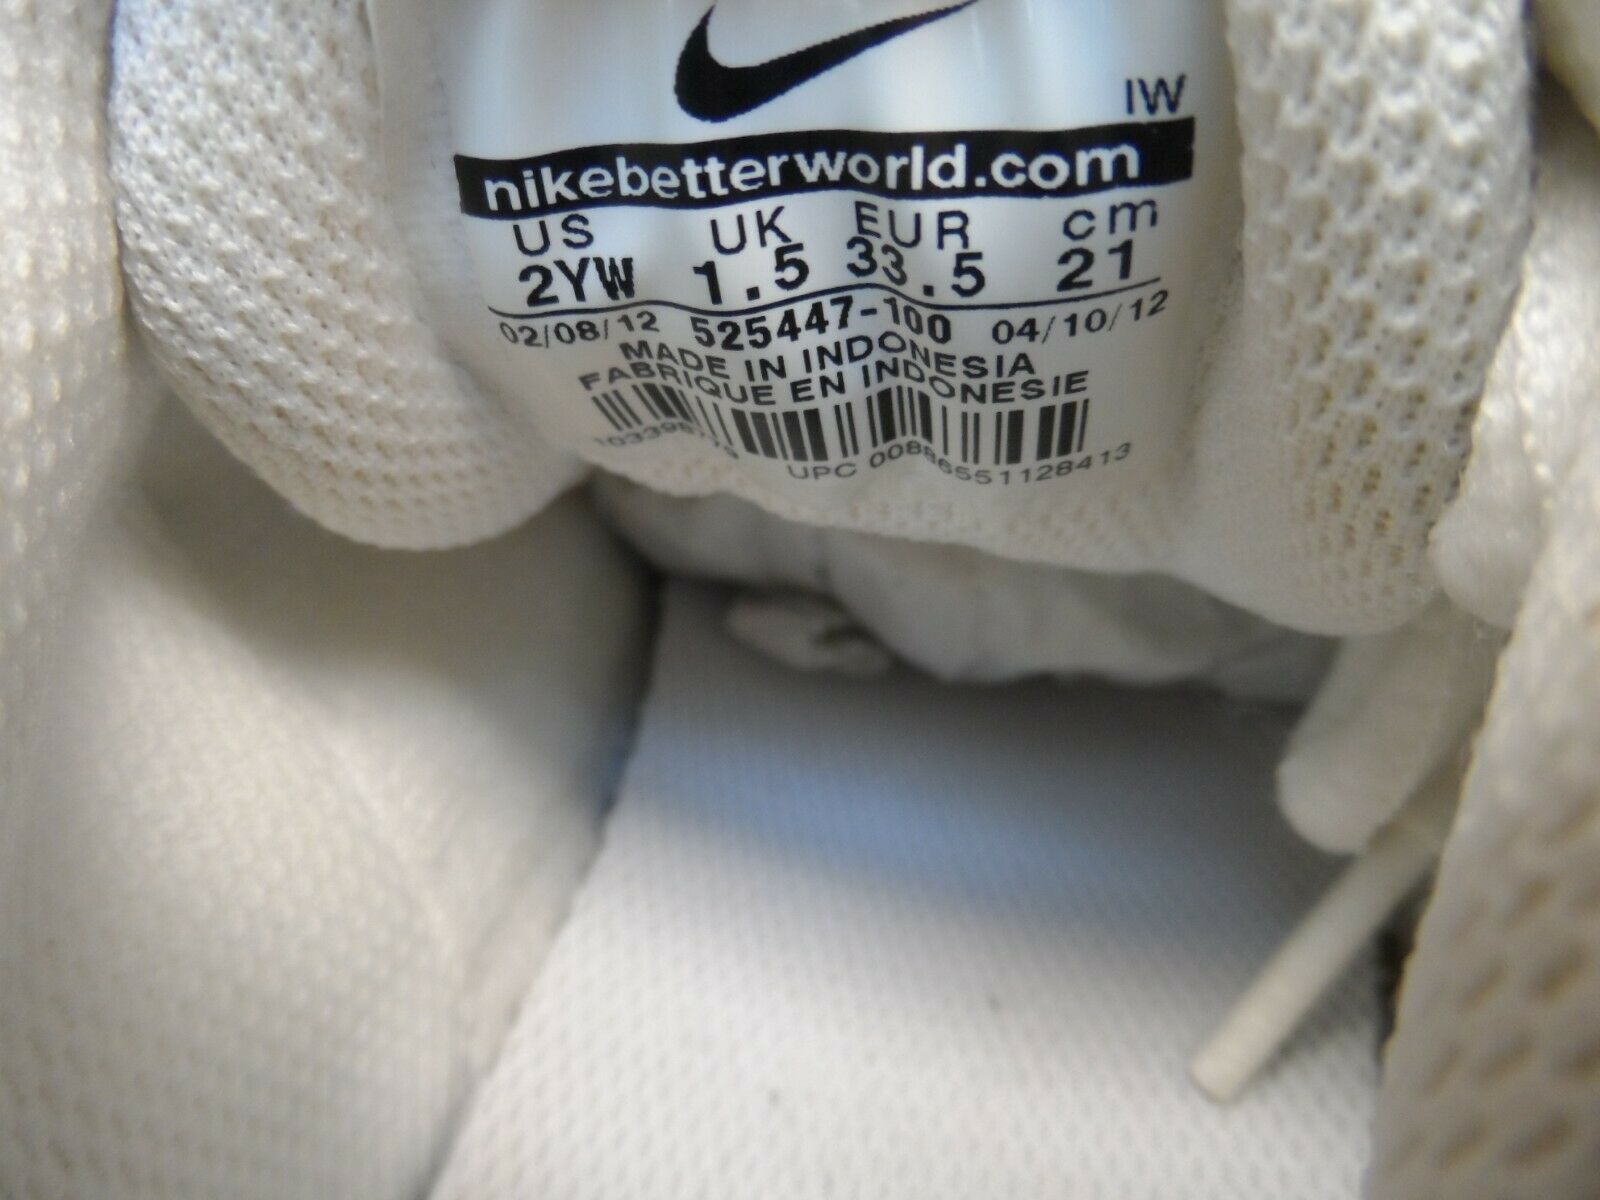 IW
nikebetterworld.com
US UK EUR cm
2YW 1.5 33.5 21
02/08/12 525447-100 04/10/12
MADE IN INDONESIA
FABRIQUE EN INDONESIE
UPC 00886551128413